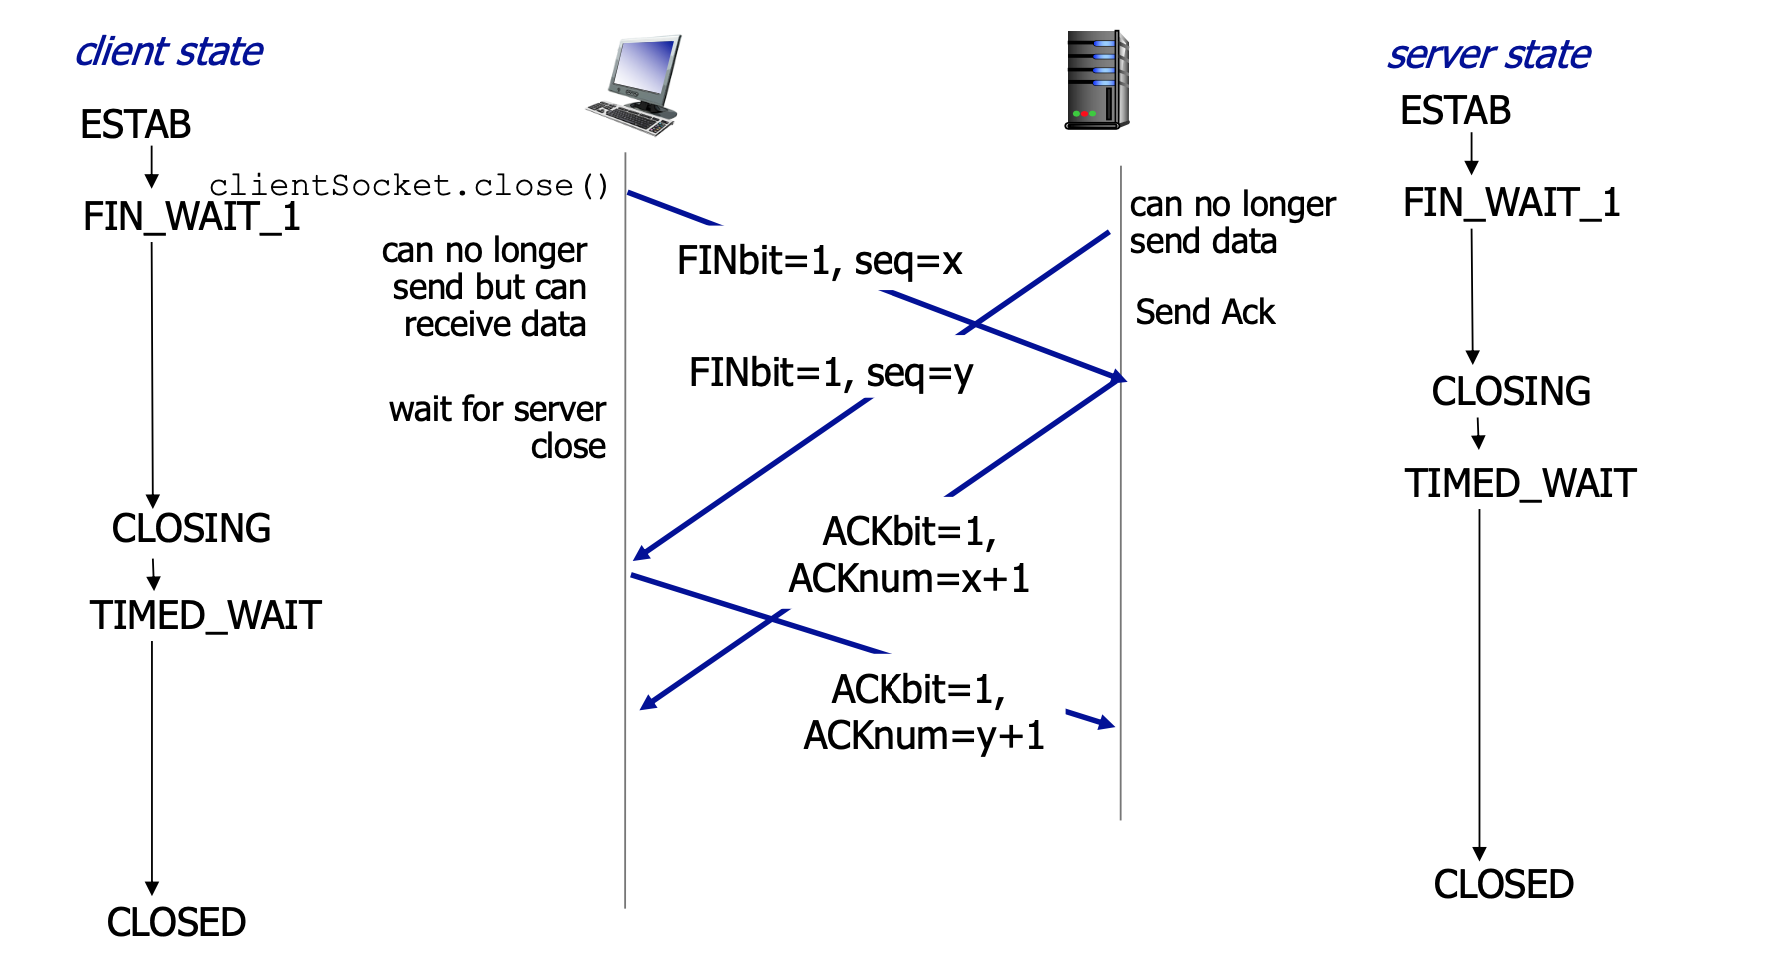 client state
server state
ESTAB
ESTAB
clientSocket.close()
FIN_WAIT_1
can no longer
send data
FIN_WAIT_1
can no longer
send but can
receive data
FINbit=1, seq=x
Send Ack
FINbit=1, seq=y
wait for server
close
CLOSING
TIMED_WAIT
CLOSING
TIMED_WAIT
ACKbit=1,
ACKnum=x+1
ACKbit=1,
ACKnum=y+1
CLOSED
CLOSED